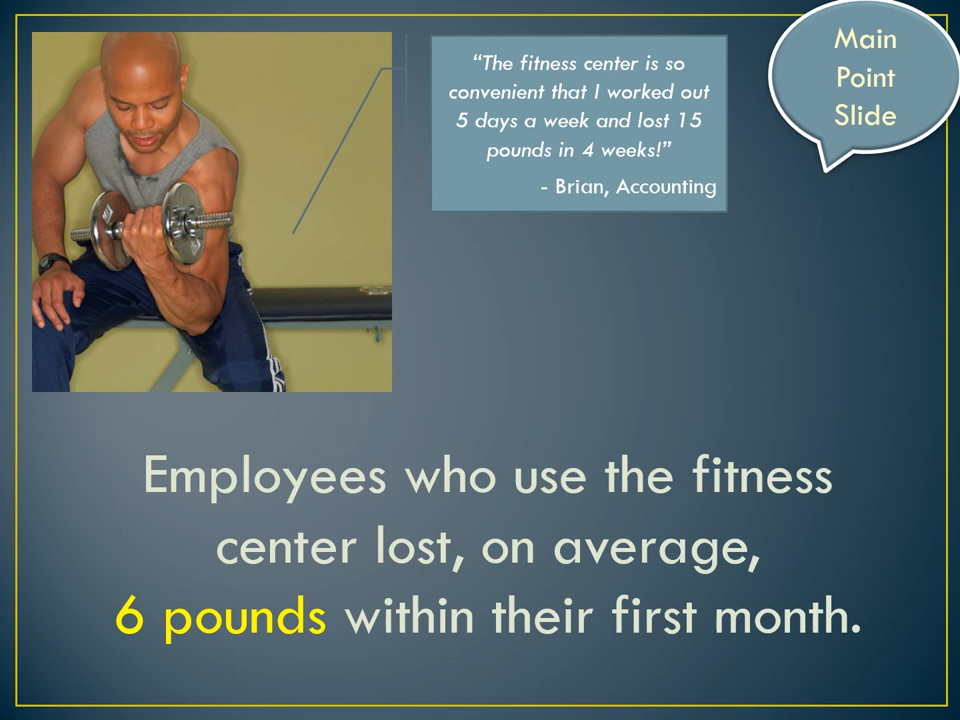 “The fitness center is so
convenient that I worked out
5 days a week and lost 15
pounds in 4 weeks!”
- Brian, Accounting
Main
Point
Slide
Employees who use the fitness
center lost, on average,
6 pounds within their first month.